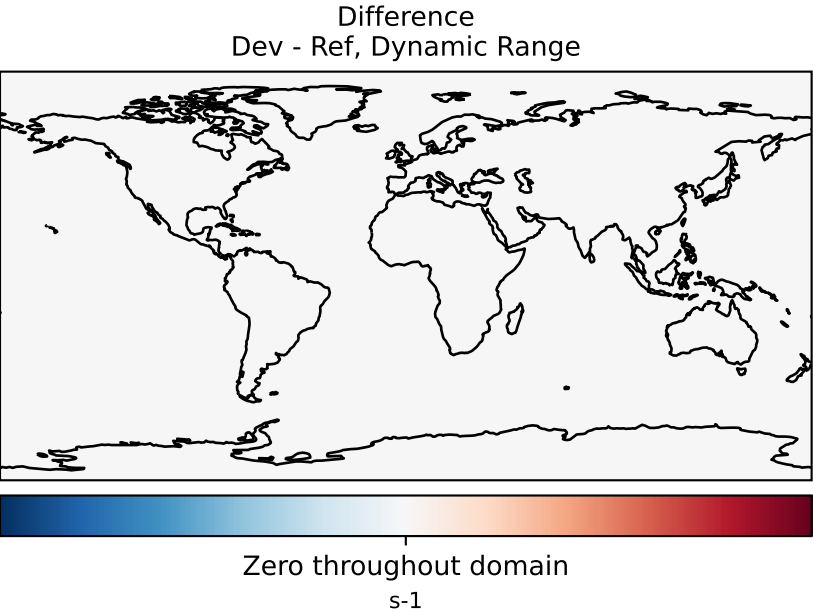 Difference
Dev - Ref, Dynamic Range
Zero throughout domain
s-1